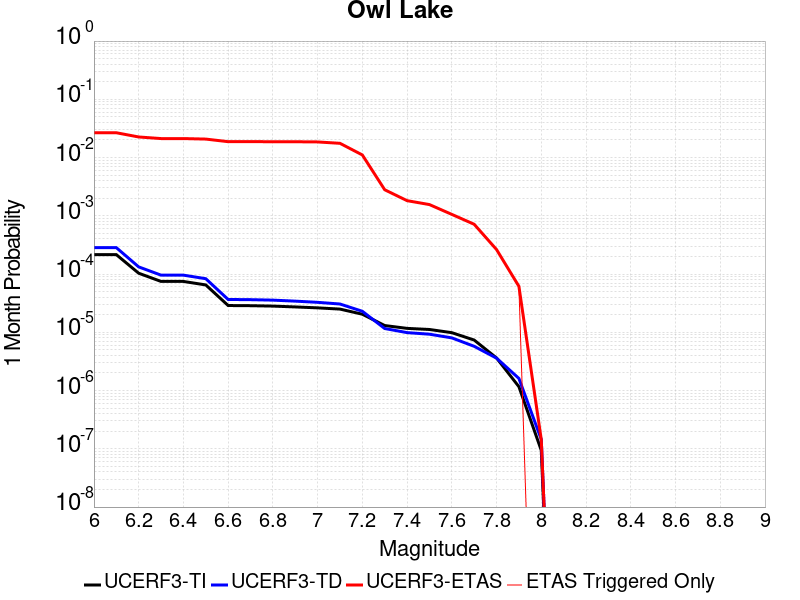 Owl Lake
1 Month Probability
10^0
10^-1
10^-2
10^-3
10^-4
10^-5
10^-6
10^-7
10^-8
6 6.2 6.4 6.6 6.8 7 7.2 7.4 7.6 7.8 8 8.2 8.4 8.6 8.8 9
Magnitude
UCERF3-TI UCERF3-TD UCERF3-ETAS ETAS Triggered Only